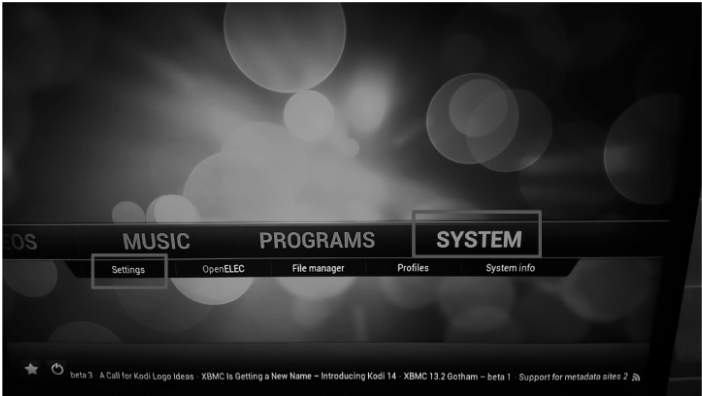 EOS MUSIC PROGRAMS SYSTEM
Settings OpenELEC File manager Profiles System info
beta 3 - A Call for Kodi Logo Ideas - XBMC Is Getting a New Name – Introducing Kodi 14 - XBMC 13.2 Gotham – beta 1 - Support for metadata sites 2